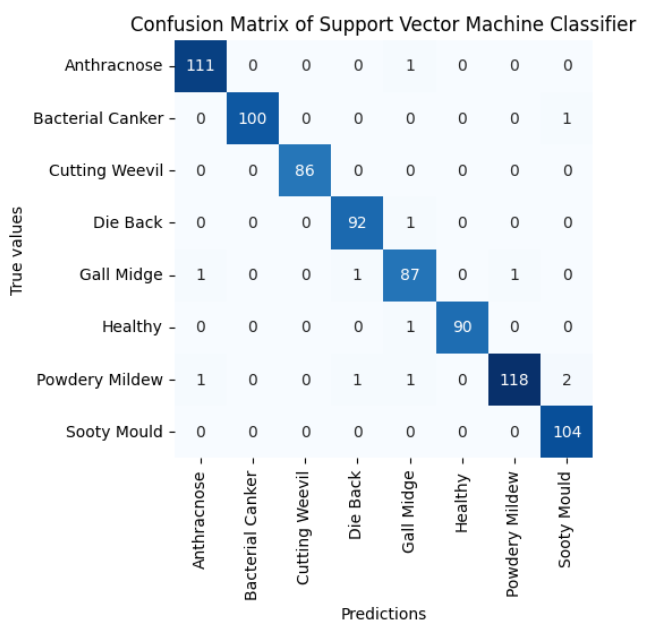 Confusion Matrix of Support Vector Machine Classifier
Anthracnose 111 0 0 0 1 0 0 0
Bacterial Canker 0 100 0 0 0 0 0 1
Cutting Weevil 0 0 86 0 0 0 0 0
Die Back 0 0 0 92 1 0 0 0
Gall Midge 1 0 0 1 87 0 1 0
Healthy 0 0 0 0 1 90 0 0
Powdery Mildew 1 0 0 1 1 0 118 2
Sooty Mould 0 0 0 0 0 0 0 104
True values
Anthracnose
Bacterial Canker
Cutting Weevil
Die Back
Gall Midge
Healthy
Powdery Mildew
Sooty Mould
Predictions